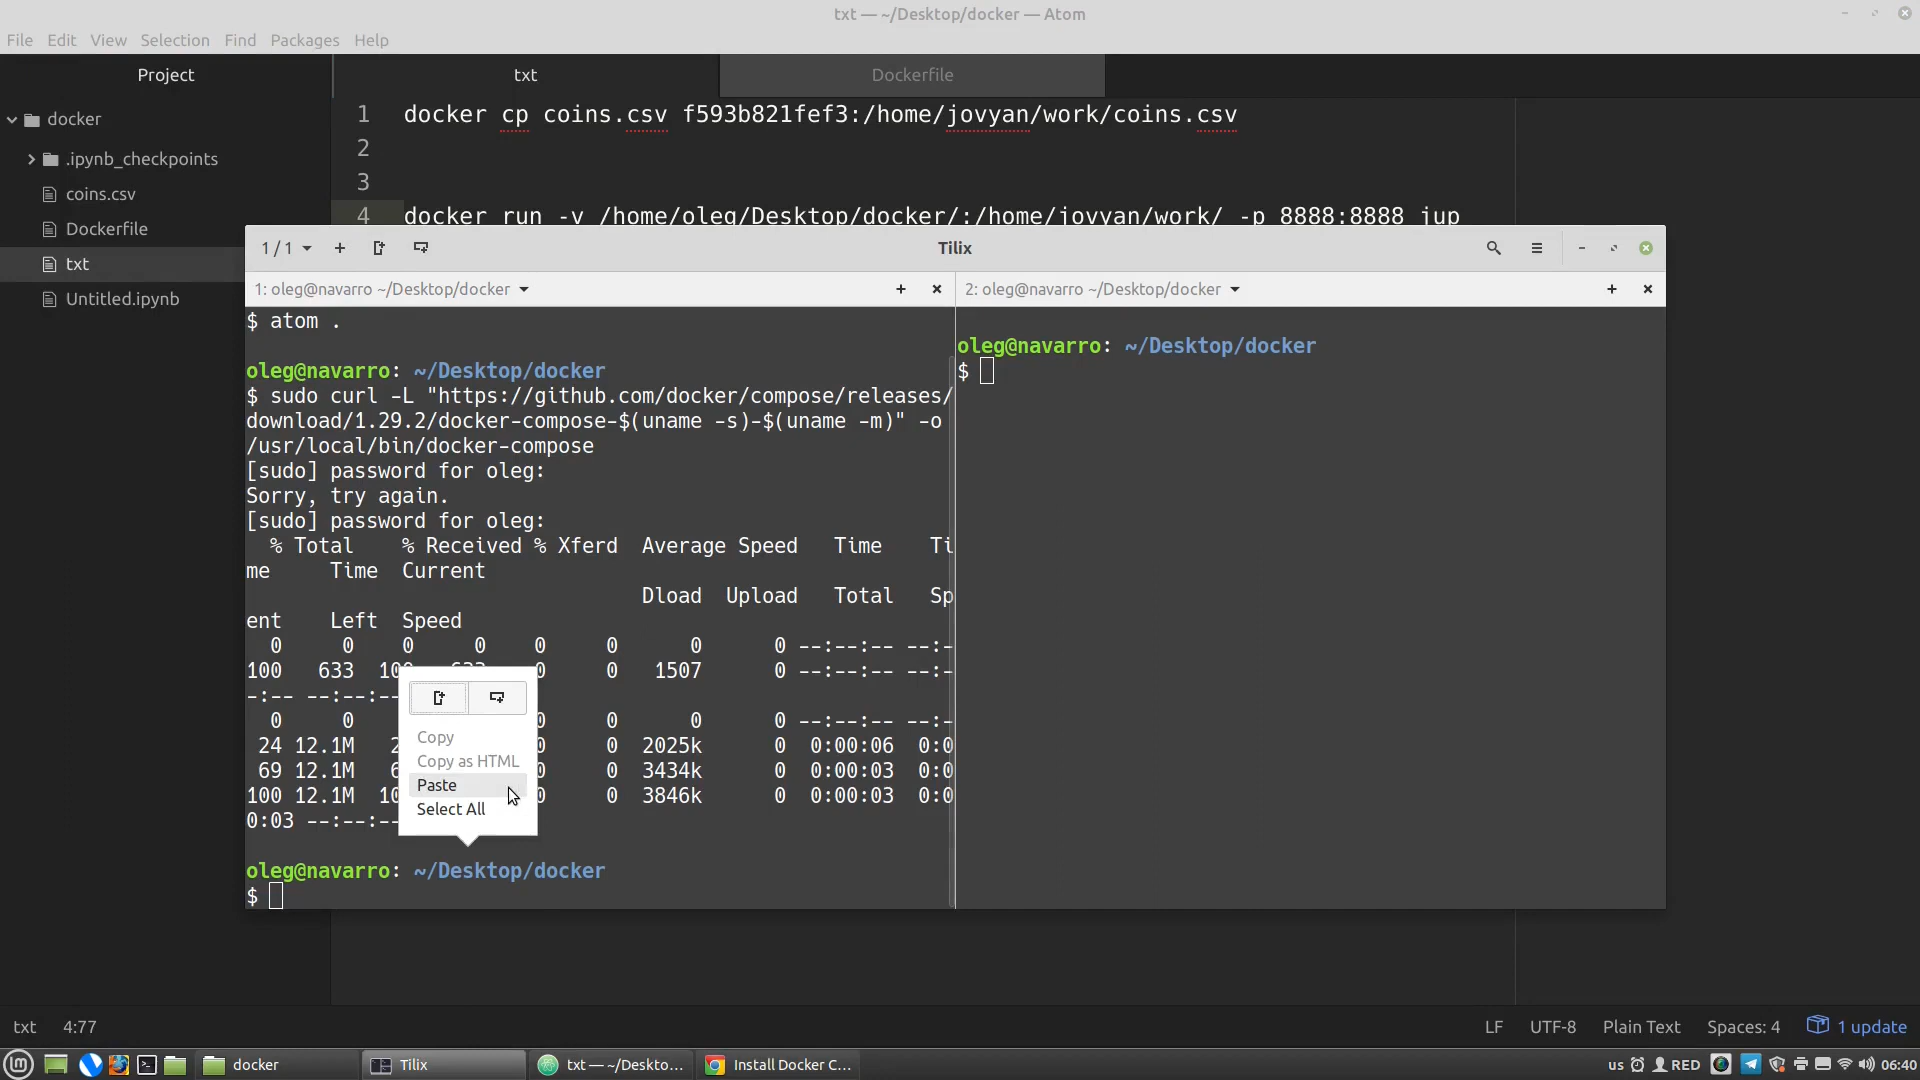 txt — ~/Desktop/docker — Atom
File Edit View Selection Find Packages Help
Project
txt
Dockerfile
docker
.ipynb_checkpoints
coins.csv
Dockerfile
txt
Untitled.ipynb
1 docker cp coins.csv f593b821fef3:/home/jovyan/work/coins.csv
2
3
4 docker run -v /home/oleg/Desktop/docker/:/home/jovyan/work/ -p 8888:8888 jup
1 / 1
Tilix
1: oleg@navarro ~/Desktop/docker
2: oleg@navarro ~/Desktop/docker
$ atom .
oleg@navarro: ~/Desktop/docker
$ sudo curl -L "https://github.com/docker/compose/releases/
download/1.29.2/docker-compose-$(uname -s)-$(uname -m)" -o
/usr/local/bin/docker-compose
[sudo] password for oleg:
Sorry, try again.
[sudo] password for oleg:
% Total % Received % Xferd Average Speed Time Ti
me Time Current
Dload Upload Total Sp
ent Left Speed
0 0 0 0 0 0 0 0 --:--:-- --:-
100 633 100 633 0 0 1507 0 --:--:-- --:-
-:-- --:--:--
0 0 0 0 0 0 --:--:-- --:-
24 12.1M 2 0 0 2025k 0 0:00:06 0:0
69 12.1M 6 0 0 3434k 0 0:00:03 0:0
100 12.1M 10 0 0 3846k 0 0:00:03 0:0
0:03 --:--:--
oleg@navarro: ~/Desktop/docker
$
Copy
Copy as HTML
Paste
Select All
oleg@navarro: ~/Desktop/docker
$
txt 4:77
LF UTF-8 Plain Text Spaces: 4 1 update
docker
Tilix
txt — ~/Deskto...
Install Docker C...
us RED 06:40